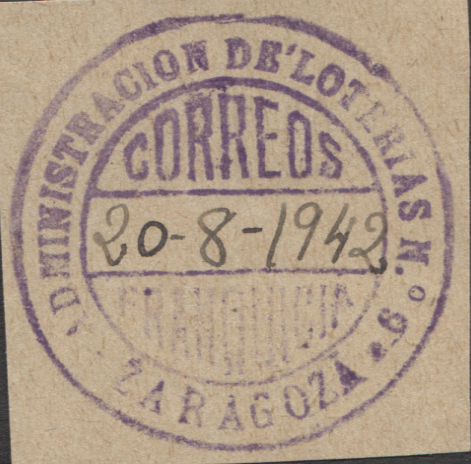 ADMINISTRACION DE LOTERIAS N.º 6
CORREOS
20-8-1942
FRANQUICIA
ZARAGOZA